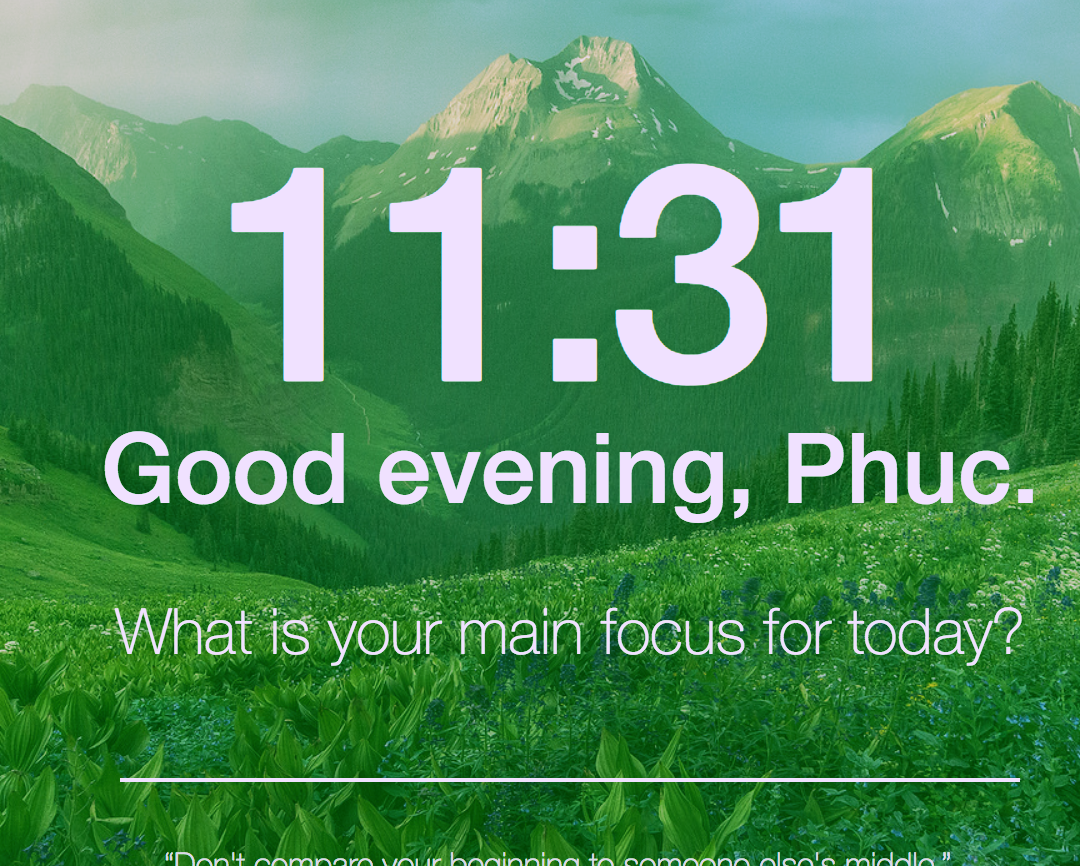 11:31
Good evening, Phuc.
What is your main focus for today?
“Don't compare your beginning to someone else's middle.”